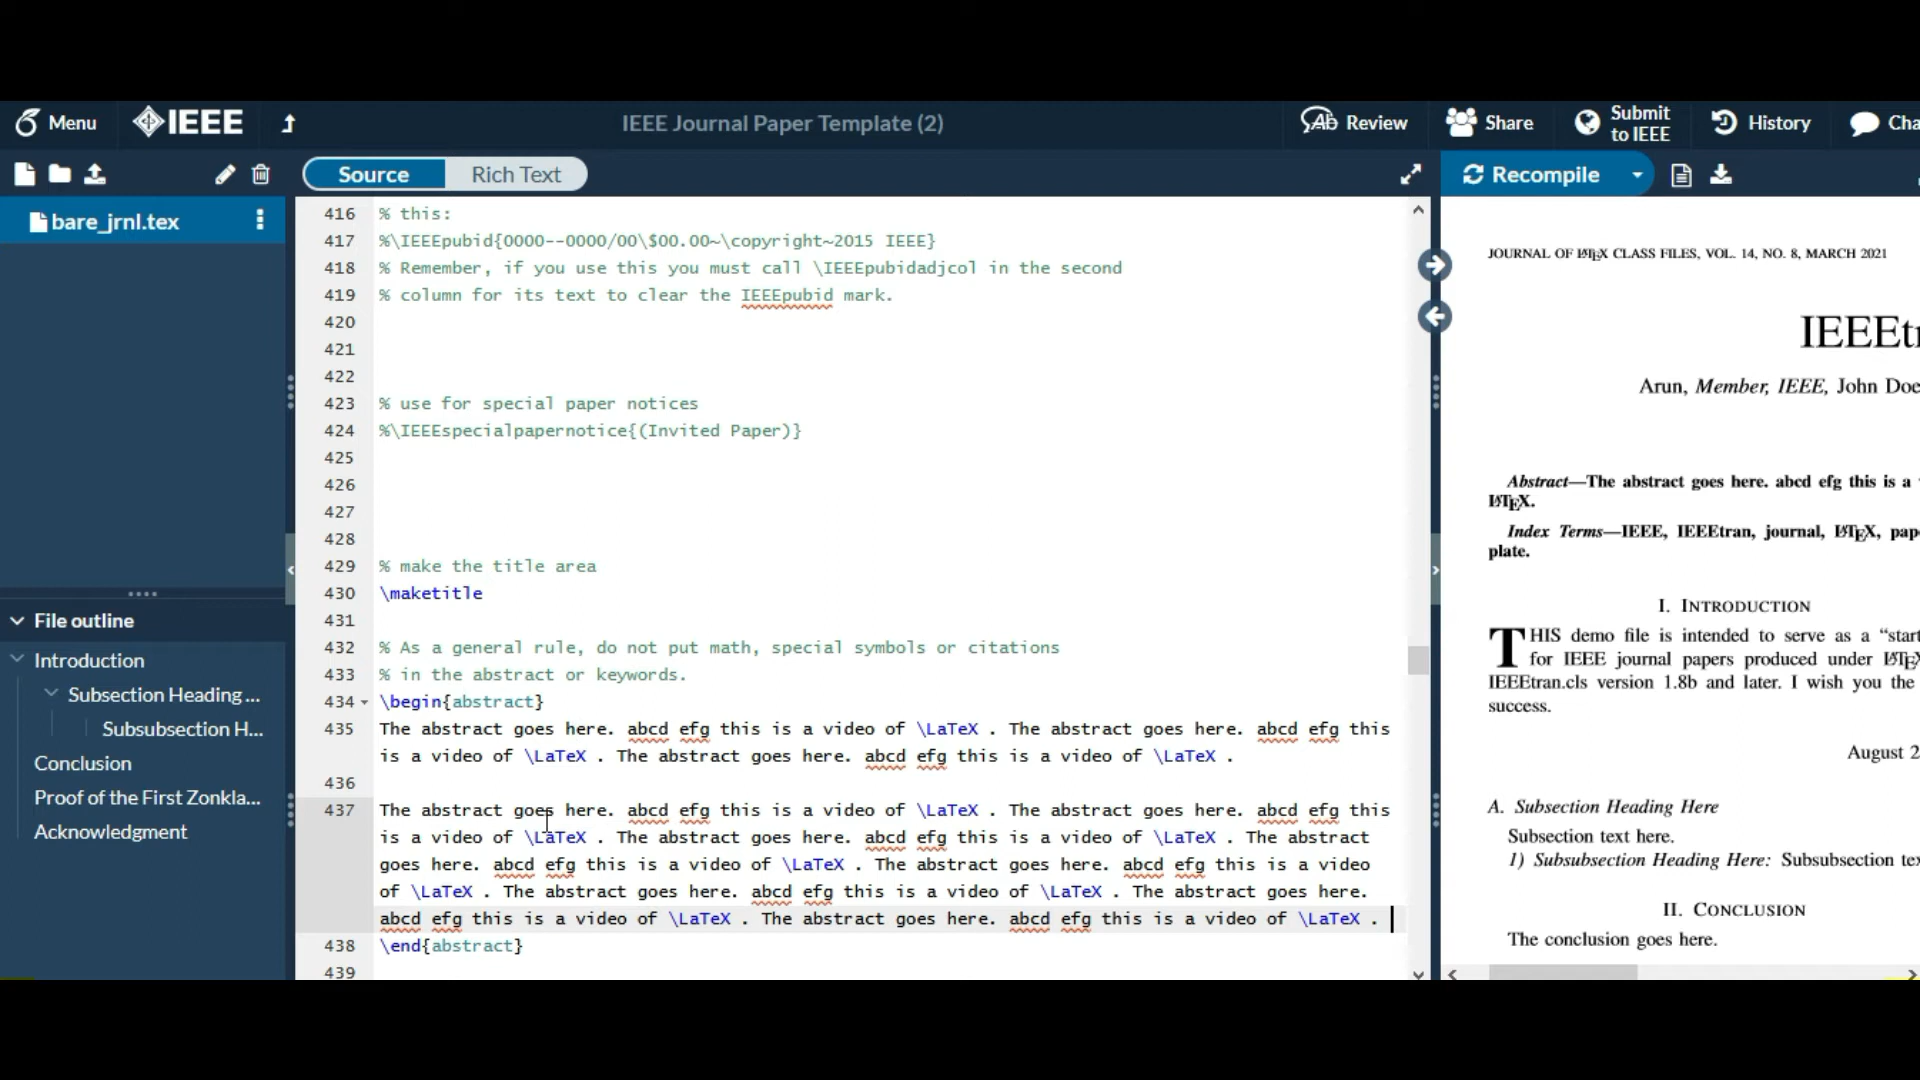 Menu
IEEE
IEEE Journal Paper Template (2)
Review
Share
Submit
to IEEE
History
Cha
Source
Rich Text
Recompile
bare_jrnl.tex
File outline
Introduction
Subsection Heading ...
Subsubsection H...
Conclusion
Proof of the First Zonkla...
Acknowledgment
416 % this:
417 %\IEEEpubid{0000--0000/00\$00.00~\copyright~2015 IEEE}
418 % Remember, if you use this you must call \IEEEpubidadjcol in the second
419 % column for its text to clear the IEEEpubid mark.
420
421
422
423 % use for special paper notices
424 %\IEEEspecialpapernotice{(Invited Paper)}
425
426
427
428
429 % make the title area
430 \maketitle
431
432 % As a general rule, do not put math, special symbols or citations
433 % in the abstract or keywords.
434 \begin{abstract}
435 The abstract goes here. abcd efg this is a video of \LaTeX . The abstract goes here. abcd efg this
is a video of \LaTeX . The abstract goes here. abcd efg this is a video of \LaTeX .
436
437 The abstract goes here. abcd efg this is a video of \LaTeX . The abstract goes here. abcd efg this
is a video of \LaTeX . The abstract goes here. abcd efg this is a video of \LaTeX . The abstract
goes here. abcd efg this is a video of \LaTeX . The abstract goes here. abcd efg this is a video
of \LaTeX . The abstract goes here. abcd efg this is a video of \LaTeX . The abstract goes here.
abcd efg this is a video of \LaTeX . The abstract goes here. abcd efg this is a video of \LaTeX .
438 \end{abstract}
439
JOURNAL OF LATEX CLASS FILES, VOL. 14, NO. 8, MARCH 2021
IEEEtr
Arun, Member, IEEE, John Doe
Abstract—The abstract goes here. abcd efg this is a
LATEX.
Index Terms—IEEE, IEEEtran, journal, LATEX, pap
plate.
I. INTRODUCTION
THIS demo file is intended to serve as a “start
for IEEE journal papers produced under LATEX
IEEEtran.cls version 1.8b and later. I wish you the
success.
August 2
A. Subsection Heading Here
Subsection text here.
1) Subsubsection Heading Here: Subsubsection tex
II. CONCLUSION
The conclusion goes here.